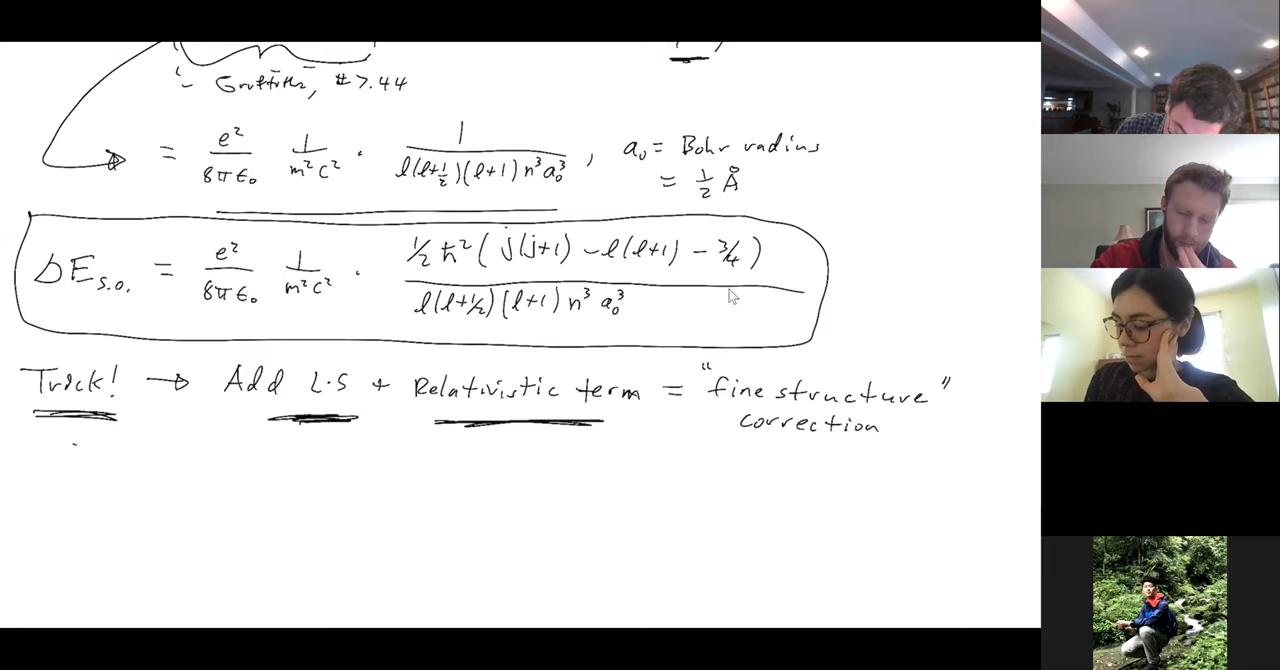 Griffiths, #7.44
= e²/8πε₀ 1/m²c² · 1/l(l+½)(l+1)n³a₀³ , a₀ = Bohr radius
= ½ Å
ΔE_S.O. = e²/8πε₀ 1/m²c² · ½ħ²(j(j+1) - l(l+1) - ¾)/l(l+½)(l+1)n³a₀³
Trick! → Add L·S + Relativistic term = "fine structure"
correction